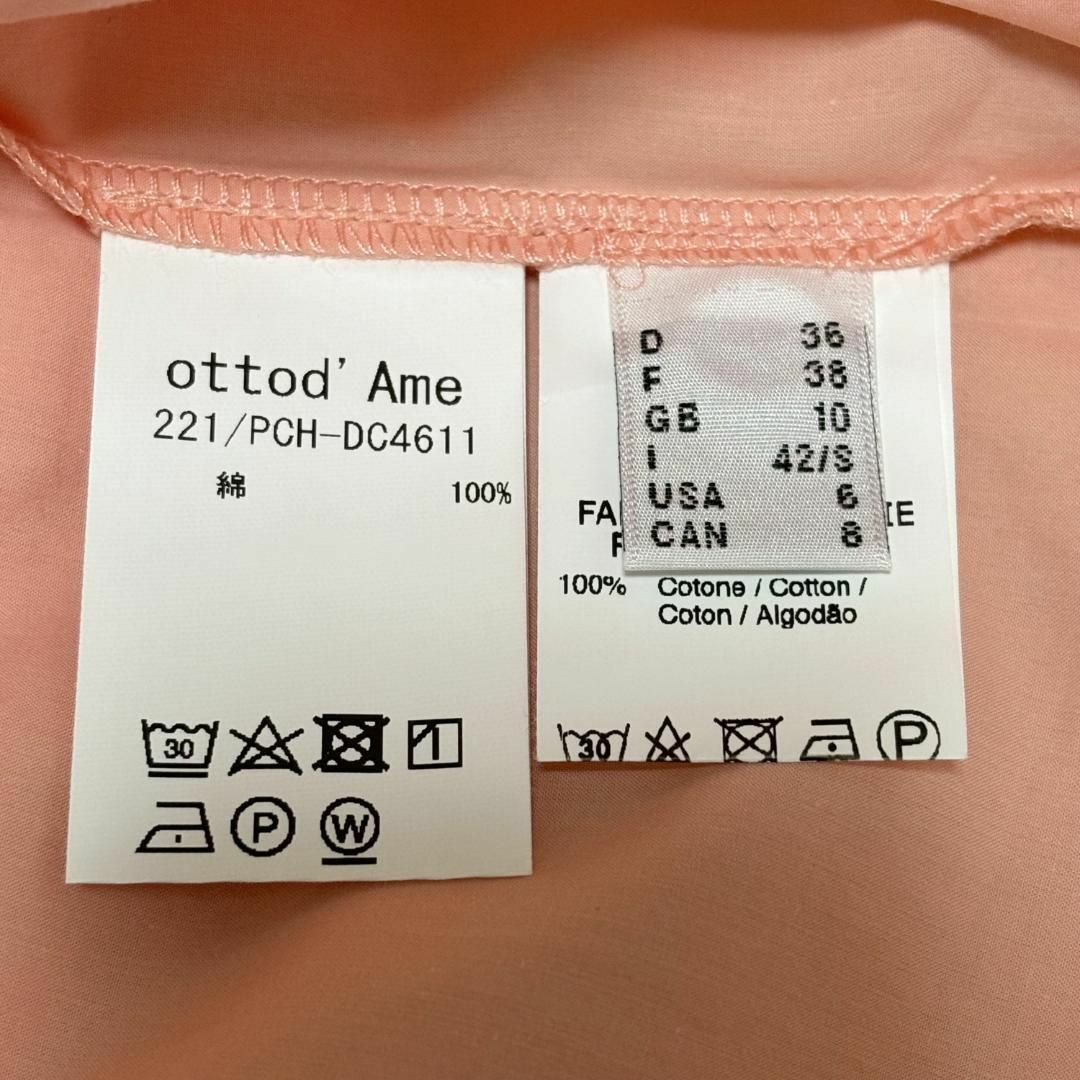 ottod' Ame
221/PCH-DC4611
綿 100%
30
P
W
D 36
F 38
GB 10
I 42/S
USA 6
CAN 8
100% Cotone / Cotton /
Coton / Algodão
30
P